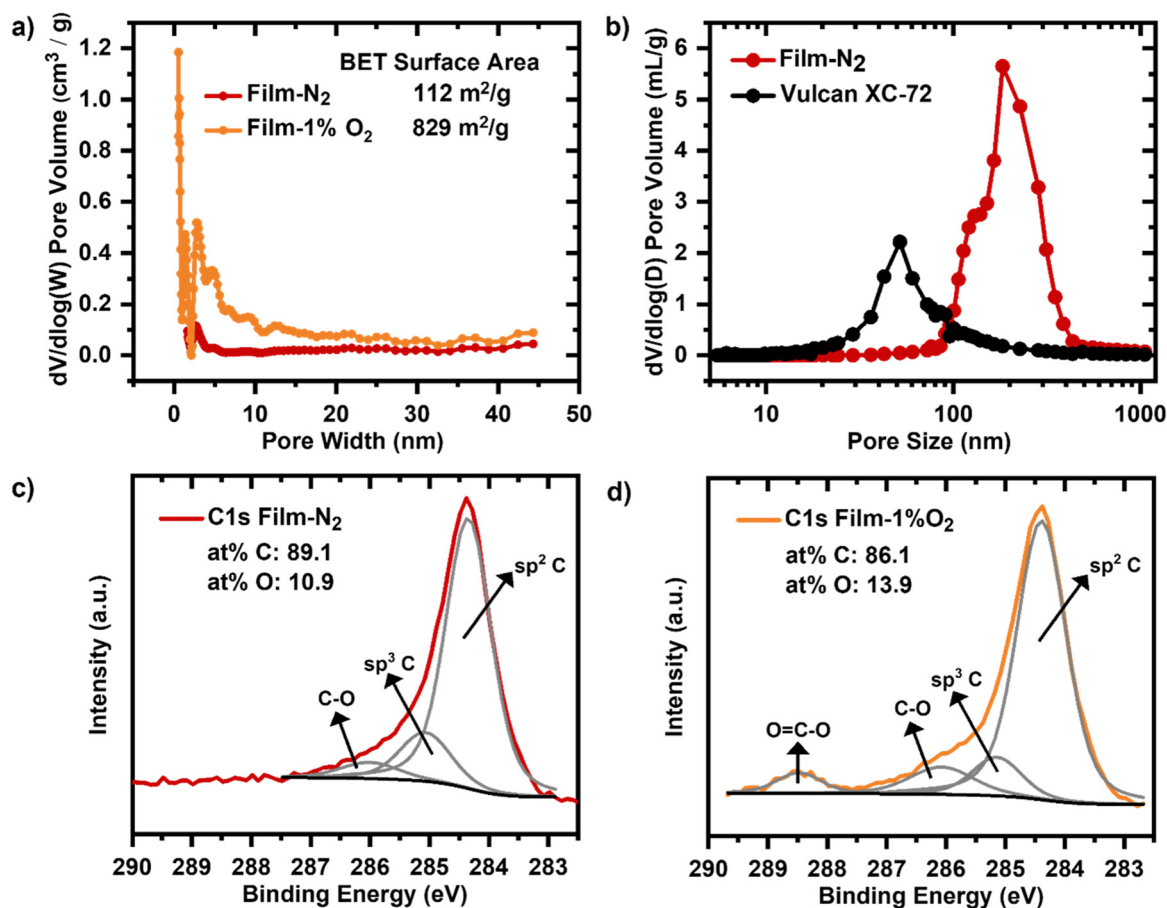 a)
dV/dlog(W) Pore Volume (cm³ / g)
1.2
1.0
0.8
0.6
0.4
0.2
0.0
BET Surface Area
Film-N₂ 112 m²/g
Film-1% O₂ 829 m²/g
0 10 20 30 40 50
Pore Width (nm)
b)
dV/dlog(D) Pore Volume (mL/g)
6
5
4
3
2
1
0
Film-N₂
Vulcan XC-72
10 100 1000
Pore Size (nm)
c)
Intensity (a.u.)
C1s Film-N₂
at% C: 89.1
at% O: 10.9
sp² C
sp³ C
C-O
290 289 288 287 286 285 284 283
Binding Energy (eV)
d)
Intensity (a.u.)
C1s Film-1%O₂
at% C: 86.1
at% O: 13.9
sp² C
sp³ C
C-O
O=C-O
290 289 288 287 286 285 284 283
Binding Energy (eV)